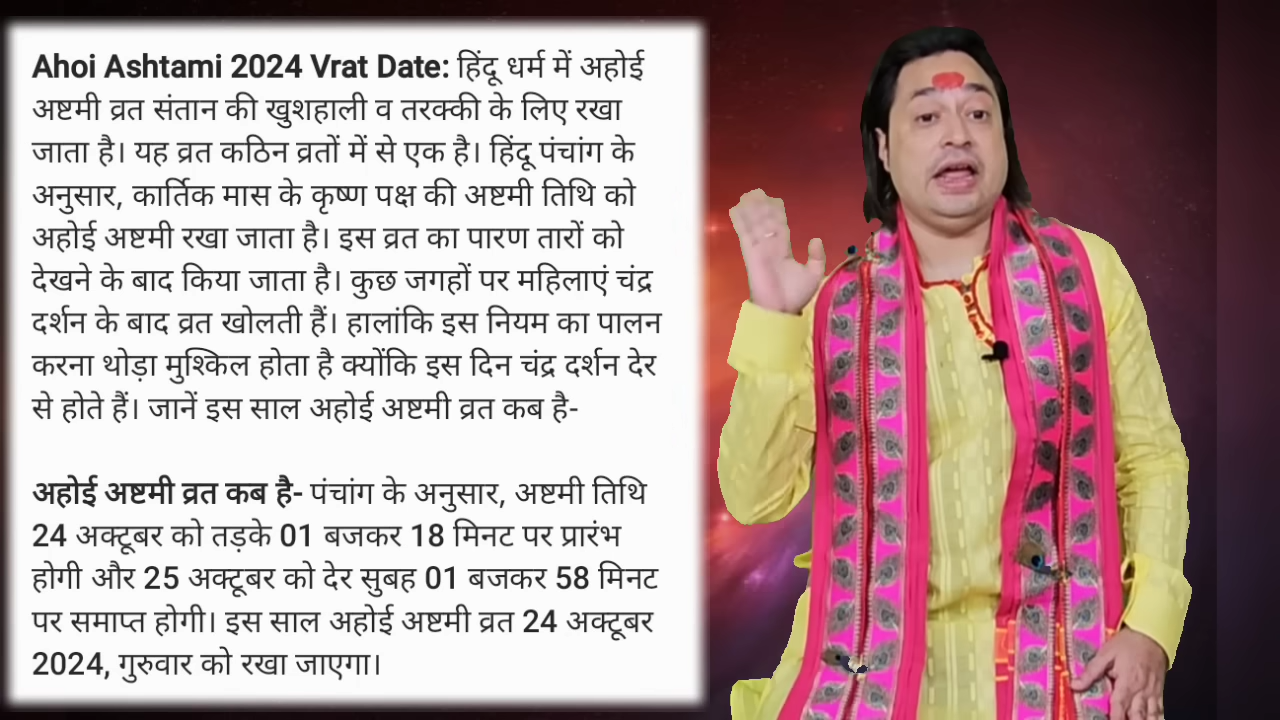 Ahoi Ashtami 2024 Vrat Date: हिंदू धर्म में अहोई
अष्टमी व्रत संतान की खुशहाली व तरक्की के लिए रखा
जाता है। यह व्रत कठिन व्रतों में से एक है। हिंदू पंचांग के
अनुसार, कार्तिक मास के कृष्ण पक्ष की अष्टमी तिथि को
अहोई अष्टमी रखा जाता है। इस व्रत का पारण तारों को
देखने के बाद किया जाता है। कुछ जगहों पर महिलाएं चंद्र
दर्शन के बाद व्रत खोलती हैं। हालांकि इस नियम का पालन
करना थोड़ा मुश्किल होता है क्योंकि इस दिन चंद्र दर्शन देर
से होते हैं। जानें इस साल अहोई अष्टमी व्रत कब है-
अहोई अष्टमी व्रत कब है- पंचांग के अनुसार, अष्टमी तिथि
24 अक्टूबर को तड़के 01 बजकर 18 मिनट पर प्रारंभ
होगी और 25 अक्टूबर को देर सुबह 01 बजकर 58 मिनट
पर समाप्त होगी। इस साल अहोई अष्टमी व्रत 24 अक्टूबर
2024, गुरुवार को रखा जाएगा।